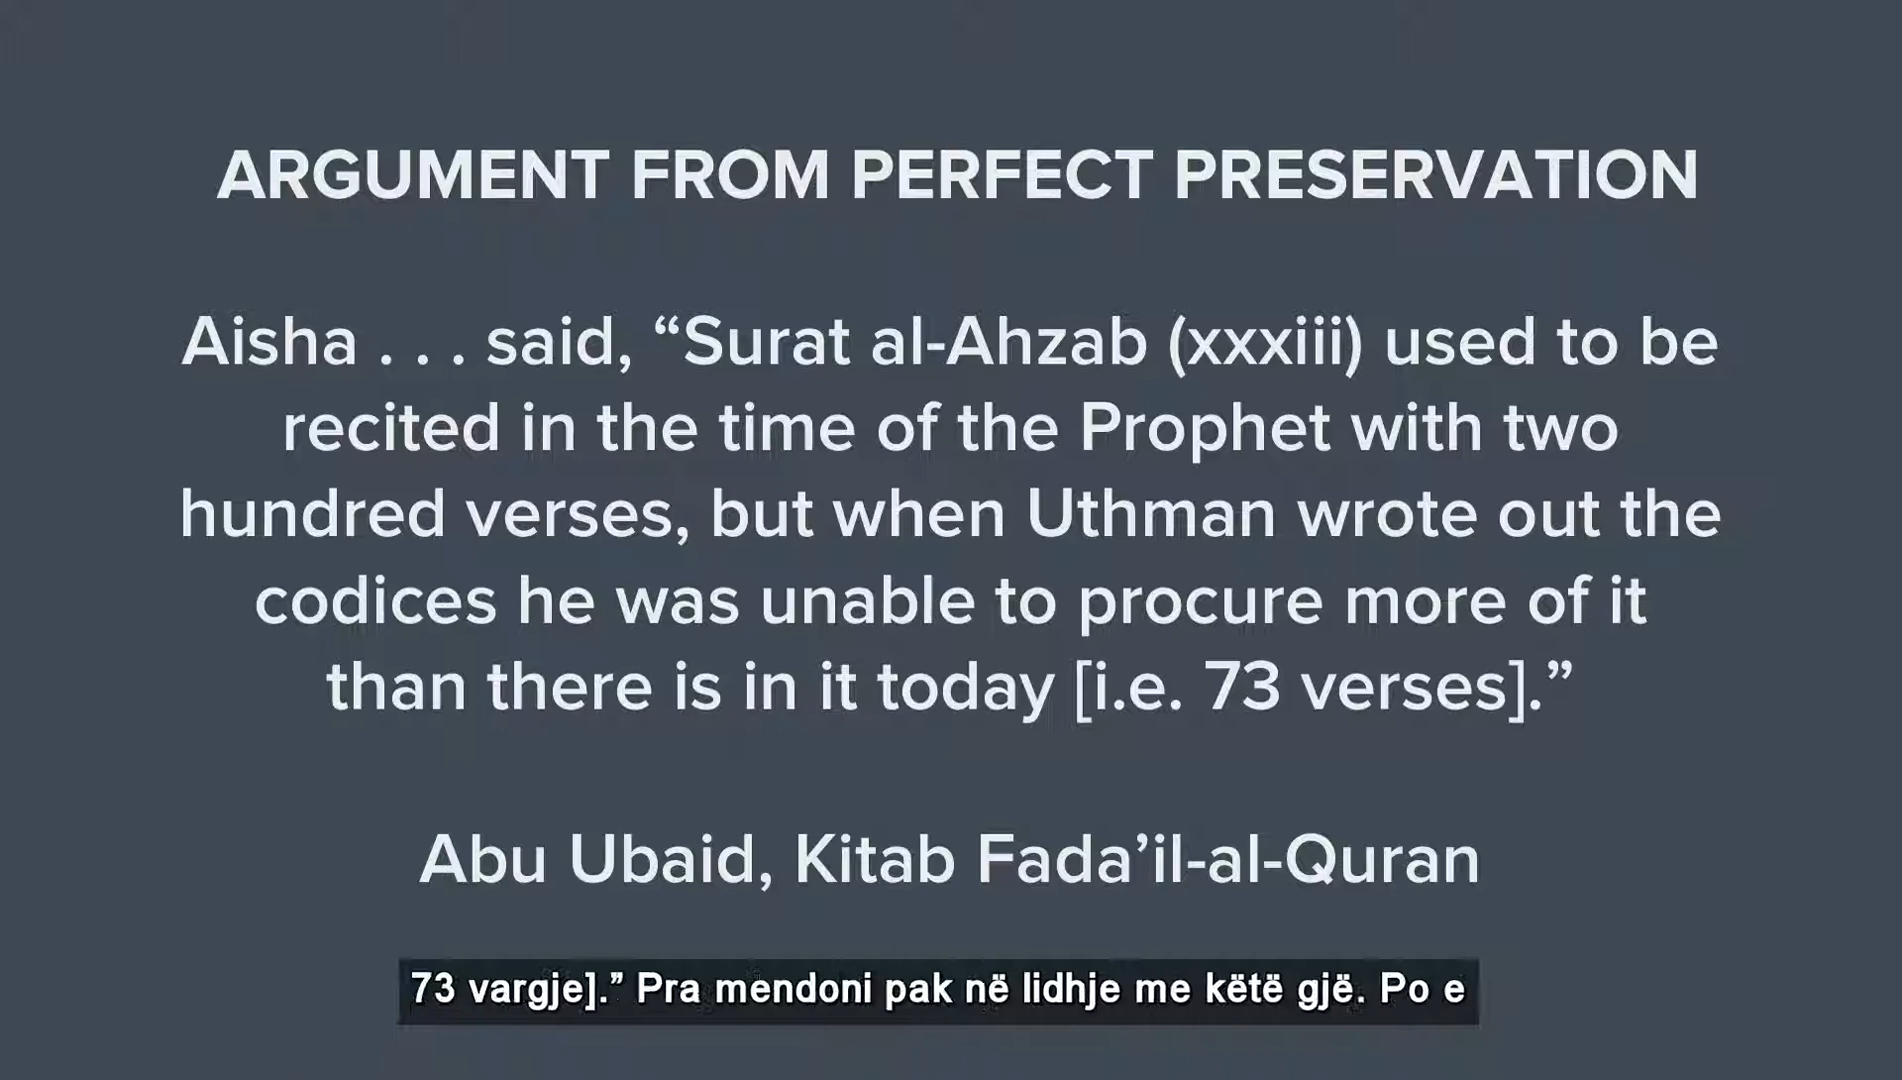 ARGUMENT FROM PERFECT PRESERVATION
Aisha . . . said, “Surat al-Ahzab (xxxiii) used to be
recited in the time of the Prophet with two
hundred verses, but when Uthman wrote out the
codices he was unable to procure more of it
than there is in it today [i.e. 73 verses].”
Abu Ubaid, Kitab Fada’il-al-Quran
73 vargje].” Pra mendoni pak në lidhje me këtë gjë. Po e